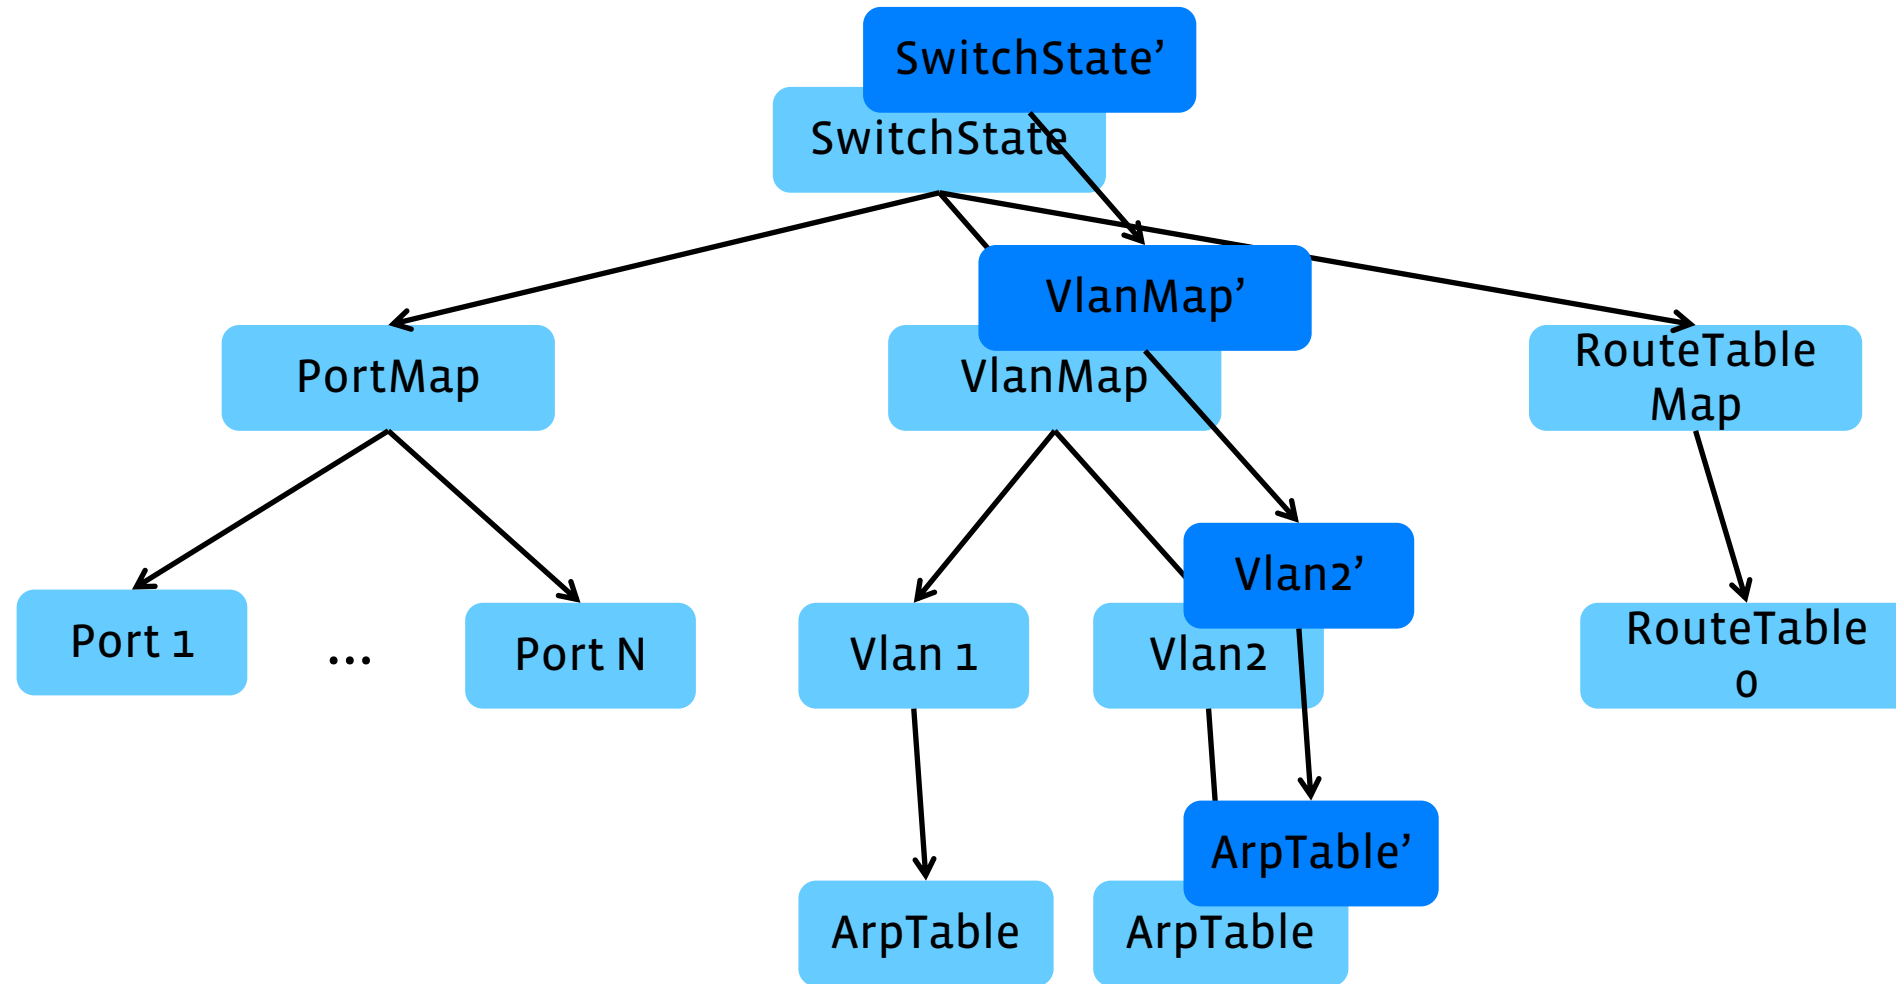 SwitchState’
SwitchState
VlanMap’
PortMap
VlanMap
RouteTable
Map
Vlan2’
Port 1
...
Port N
Vlan 1
Vlan2
RouteTable
0
ArpTable’
ArpTable
ArpTable